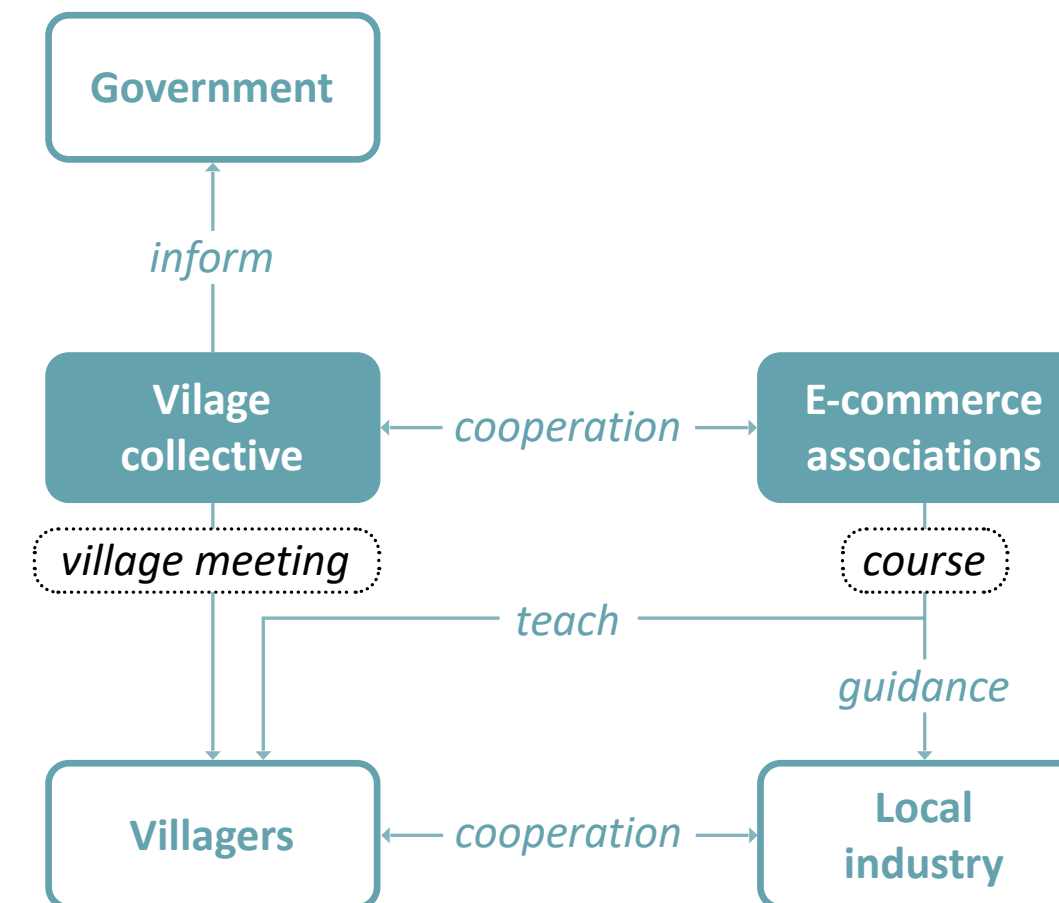 Government
inform
Vilage
collective
cooperation
E-commerce
associations
village meeting
course
teach
guidance
Villagers
cooperation
Local
industry